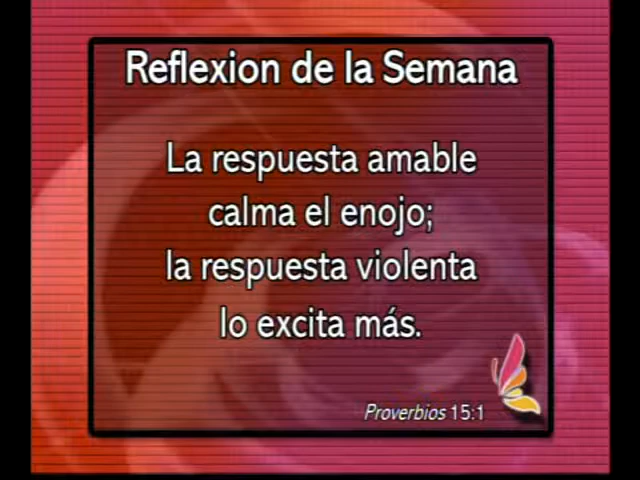 Reflexion de la Semana
La respuesta amable
calma el enojo;
la respuesta violenta
lo excita más.
Proverbios 15:1